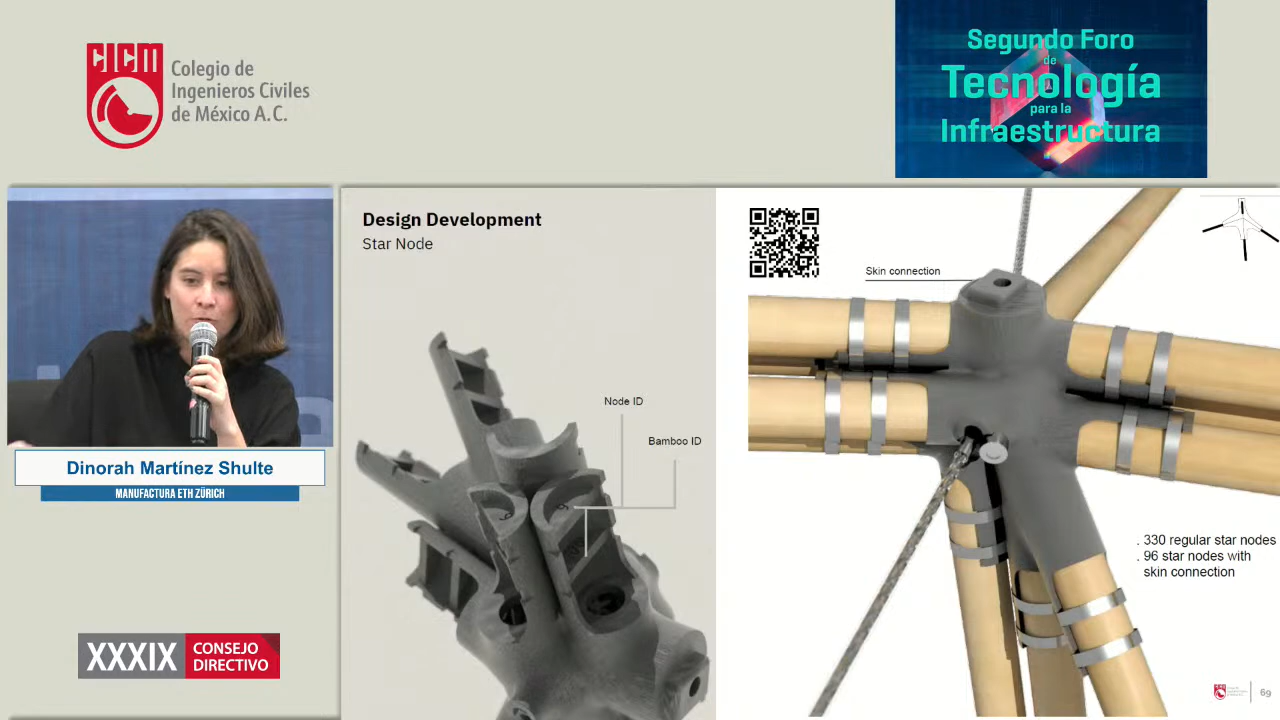 CICM
Colegio de
Ingenieros Civiles
de México A.C.
Segundo Foro
de
Tecnología
para la
Infraestructura
Dinorah Martínez Shulte
MANUFACTURA ETH ZÜRICH
XXXIX
CONSEJO
DIRECTIVO
Design Development
Star Node
Node ID
Bamboo ID
Skin connection
. 330 regular star nodes
. 96 star nodes with
skin connection
69